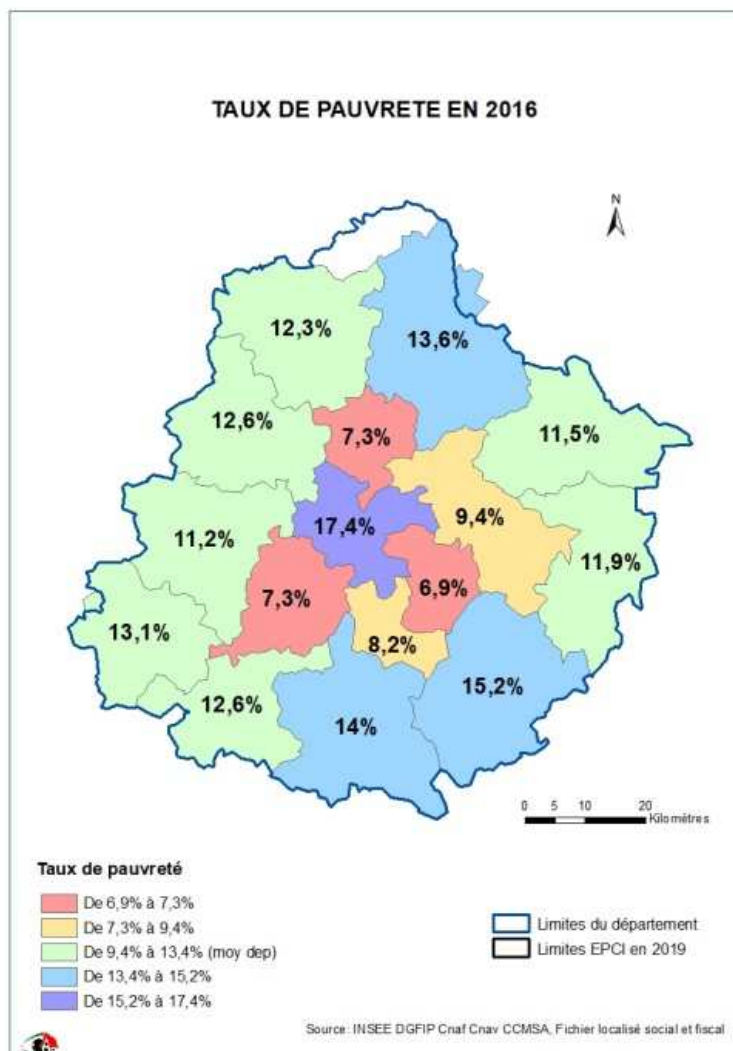 TAUX DE PAUVRETE EN 2016
N
12,3%
13,6%
12,6%
7,3%
11,5%
17,4%
9,4%
11,2%
11,9%
7,3%
6,9%
13,1%
8,2%
15,2%
12,6%
14%
0 5 10 20
Kilomètres
Taux de pauvreté
De 6,9% à 7,3%
De 7,3% à 9,4%
De 9,4% à 13,4% (moy dep)
De 13,4% à 15,2%
De 15,2% à 17,4%
Limites du département
Limites EPCI en 2019
Source: INSEE DGFIP Cnaf Cnav CCMSA, Fichier localisé social et fiscal